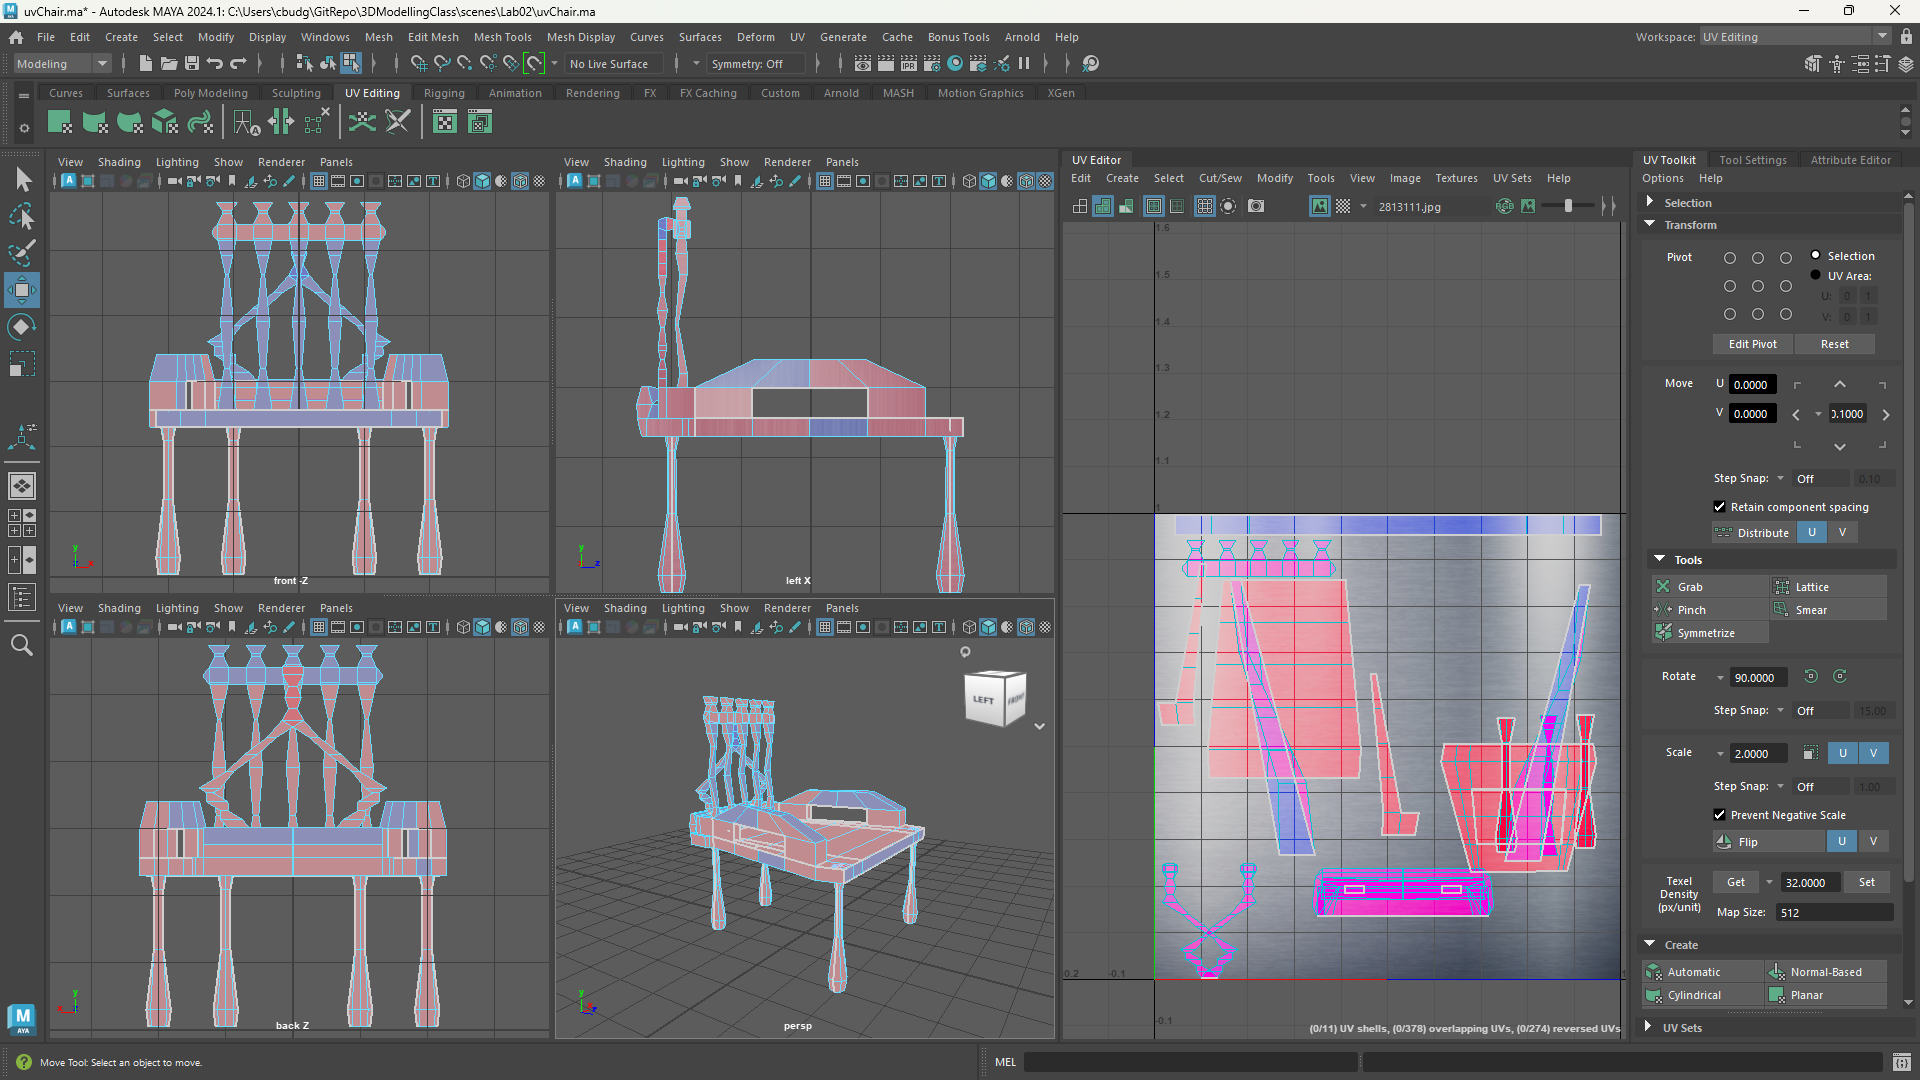 uvChair.ma* - Autodesk MAYA 2024.1: C:\Users\cbudg\GitRepo\3DModellingClass\scenes\Lab02\uvChair.ma
File Edit Create Select Modify Display Windows Mesh Edit Mesh Mesh Tools Mesh Display Curves Surfaces Deform UV Generate Cache Bonus Tools Arnold Help Workspace: UV Editing
Modeling No Live Surface Symmetry: Off
Curves Surfaces Poly Modeling Sculpting UV Editing Rigging Animation Rendering FX FX Caching Custom Arnold MASH Motion Graphics XGen
View Shading Lighting Show Renderer Panels
front -Z
View Shading Lighting Show Renderer Panels
left X
View Shading Lighting Show Renderer Panels
back Z
View Shading Lighting Show Renderer Panels
LEFT
FRONT
persp
UV Editor
Edit Create Select Cut/Sew Modify Tools View Image Textures UV Sets Help
2813111.jpg
1.6
1.5
1.4
1.3
1.2
1.1
1
0.2 -0.1 1
-0.1
(0/11) UV shells, (0/378) overlapping UVs, (0/274) reversed UVs
UV Toolkit Tool Settings Attribute Editor
Options Help
Selection
Transform
Pivot Selection
UV Area:
U: 0 1
V: 0 1
Edit Pivot Reset
Move U 0.0000
V 0.0000 0.1000
Step Snap: Off 0.10
Retain component spacing
Distribute U V
Tools
Grab Lattice
Pinch Smear
Symmetrize
Rotate 90.0000
Step Snap: Off 15.00
Scale 2.0000 U V
Step Snap: Off 1.00
Prevent Negative Scale
Flip U V
Texel Density (px/unit) Get 32.0000 Set
Map Size: 512
Create
Automatic Normal-Based
Cylindrical Planar
UV Sets
Move Tool: Select an object to move.
MEL